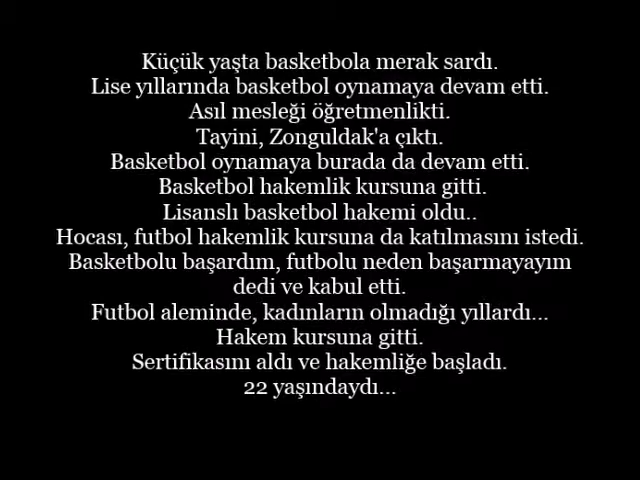 Küçük yaşta basketbola merak sardı.
Lise yıllarında basketbol oynamaya devam etti.
Asıl mesleği öğretmenlikti.
Tayini, Zonguldak'a çıktı.
Basketbol oynamaya burada da devam etti.
Basketbol hakemlik kursuna gitti.
Lisanslı basketbol hakemi oldu..
Hocası, futbol hakemlik kursuna da katılmasını istedi.
Basketbolu başardım, futbolu neden başarmayayım
dedi ve kabul etti.
Futbol aleminde, kadınların olmadığı yıllardı...
Hakem kursuna gitti.
Sertifikasını aldı ve hakemliğe başladı.
22 yaşındaydı...